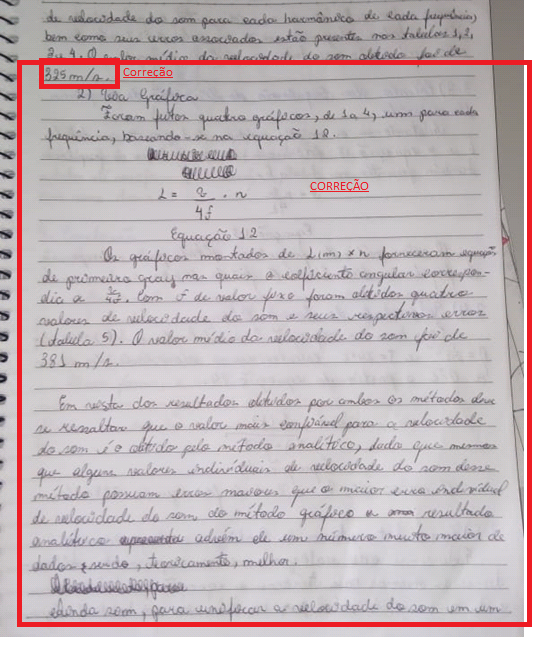 de velocidade do som para cada harmônico de cada frequência,
bem como seus erros associados estão presentes nas tabelas 1, 2,
3 e 4. O valor médio da velocidade do som obtido foi de
325 m/s. Correção
2) Via Gráfica
Foram feitos quatro gráficos, de 1 a 4, um para cada
frequência, baseando-se na equação 12.
CORREÇÃO
L = v/4f . n
Equação 12
Os gráficos montados de L(m) x n forneceram equações
de primeiro grau nas quais o coeficiente angular correspon-
dia a v/4f. Com f de valor fixo foram obtidos quatro
valores de velocidade do som e seus respectivos erros
(tabela 5). O valor médio da velocidade do som foi de
381 m/s.
Em vista dos resultados obtidos por ambos os métodos deve
se ressaltar que o valor mais confiável para a velocidade
do som é o obtido pelo método analítico, dado que mesmo
que alguns valores individuais de velocidade do som desse
método possuam erros maiores que o maior erro individual
de velocidade do som do método gráfico o resultado
analítico advém de um número muito maior de
dados sendo, teoricamente, melhor.
ainda assim, para unificar a velocidade do som em um